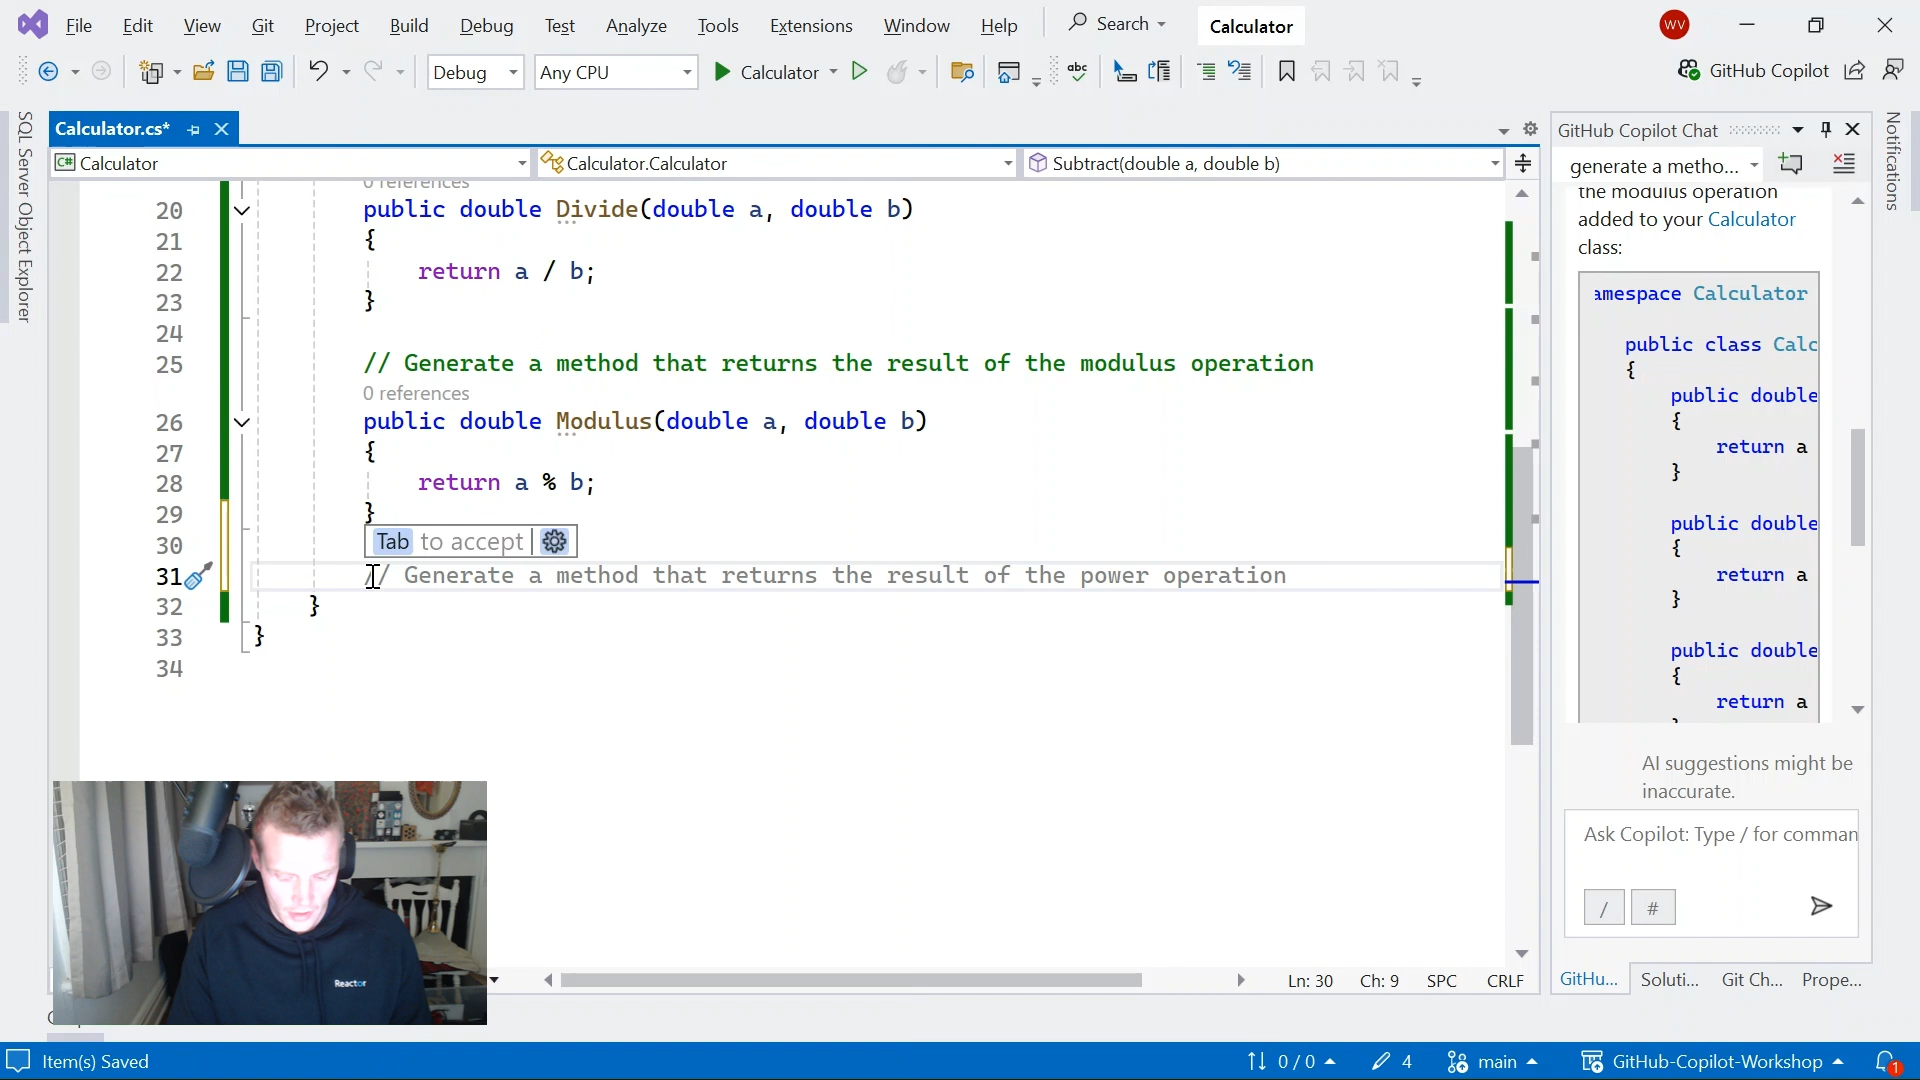 File Edit View Git Project Build Debug Test Analyze Tools Extensions Window Help Search Calculator WV
Debug Any CPU Calculator abc GitHub Copilot
SQL Server Object Explorer
Calculator.cs*
C# Calculator Calculator.Calculator Subtract(double a, double b)
0 references
20 public double Divide(double a, double b)
21 {
22 return a / b;
23 }
24
25 // Generate a method that returns the result of the modulus operation
0 references
26 public double Modulus(double a, double b)
27 {
28 return a % b;
29 }
30 Tab to accept
31 // Generate a method that returns the result of the power operation
32 }
33 }
34
Reactor
Ln: 30 Ch: 9 SPC CRLF
GitHub Copilot Chat
generate a metho...
the modulus operation
added to your Calculator
class:
amespace Calculator
public class Calc
{
public double
{
return a
}
public double
{
return a
}
public double
{
return a
AI suggestions might be
inaccurate.
Ask Copilot: Type / for comman
/ #
GitHu... Soluti... Git Ch... Prope...
Notifications
Item(s) Saved 0 / 0 4 main GitHub-Copilot-Workshop 1